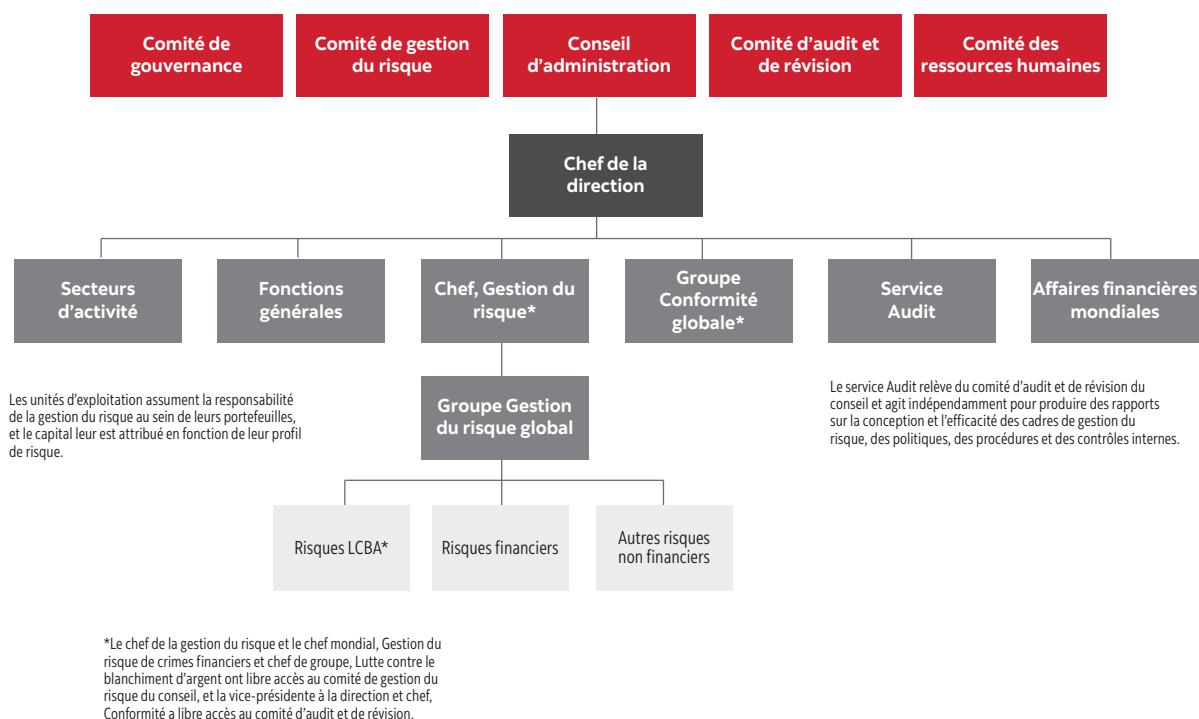 Comité de
gouvernance
Comité de gestion
du risque
Conseil
d'administration
Comité d'audit et
de révision
Comité des
ressources humaines
Chef de la
direction
Secteurs
d'activité
Fonctions
générales
Chef, Gestion du
risque*
Groupe
Conformité
globale*
Service
Audit
Affaires financières
mondiales
Les unités d'exploitation assument la responsabilité
de la gestion du risque au sein de leurs portefeuilles,
et le capital leur est attribué en fonction de leur profil
de risque.
Groupe Gestion
du risque global
Le service Audit relève du comité d'audit et de révision du
conseil et agit indépendamment pour produire des rapports
sur la conception et l'efficacité des cadres de gestion du
risque, des politiques, des procédures et des contrôles internes.
Risques LCBA*
Risques financiers
Autres risques
non financiers
*Le chef de la gestion du risque et le chef mondial, Gestion du
risque de crimes financiers et chef de groupe, Lutte contre le
blanchiment d'argent ont libre accès au comité de gestion du
risque du conseil, et la vice-présidente à la direction et chef,
Conformité a libre accès au comité d'audit et de révision.